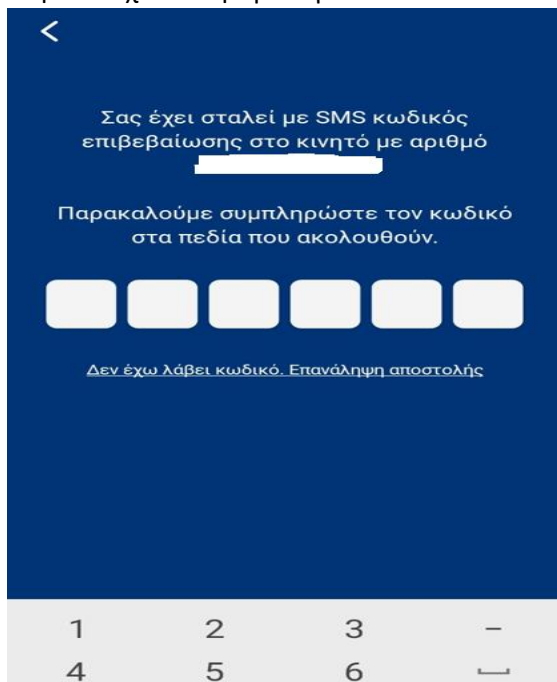 <
Σας έχει σταλεί με SMS κωδικός
επιβεβαίωσης στο κινητό με αριθμό
Παρακαλούμε συμπληρώστε τον κωδικό
στα πεδία που ακολουθούν.
Δεν έχω λάβει κωδικό. Επανάληψη αποστολής
1 2 3 –
4 5 6